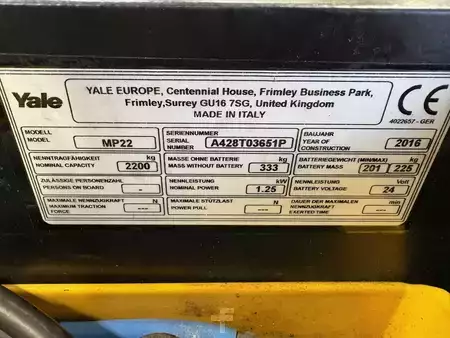 Yale
YALE EUROPE, Centennial House, Frimley Business Park,
Frimley,Surrey GU16 7SG, United Kingdom
MADE IN ITALY
CE
4022657 - GER
MODELL
MODEL MP22
SERIENNUMMER
SERIAL NUMBER A428T03651P
BAUJAHR
YEAR OF CONSTRUCTION 2016
NENNTRAGFÄHIGKEIT kg
NOMINAL CAPACITY 2200
MASSE OHNE BATTERIE kg
MASS WITHOUT BATTERY 333
BATTERIEGEWICHT (MIN/MAX) kg
BATTERY MASS 201 225
ZULÄSSIGE PERSONENZAHL
PERSONS ON BOARD -
NENNLEISTUNG kW
NOMINAL POWER 1.25
NENNLEISTUNG Volt
BATTERY VOLTAGE 24
MAXIMALE NENNZUGKRAFT N
MAXIMUM TRACTION FORCE ---
MAXIMALE STÜTZLAST N
POWER PULL ---
DAUER DER MAXIMALEN min
EXERTED TIME ---